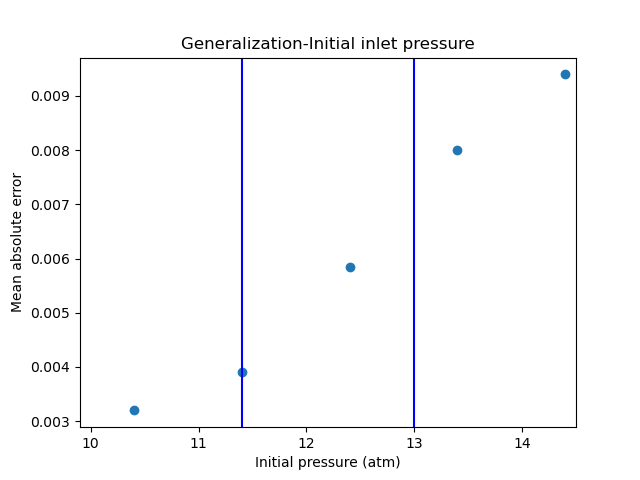 Generalization-Initial inlet pressure
Mean absolute error
0.009
0.008
0.007
0.006
0.005
0.004
0.003
10 11 12 13 14
Initial pressure (atm)